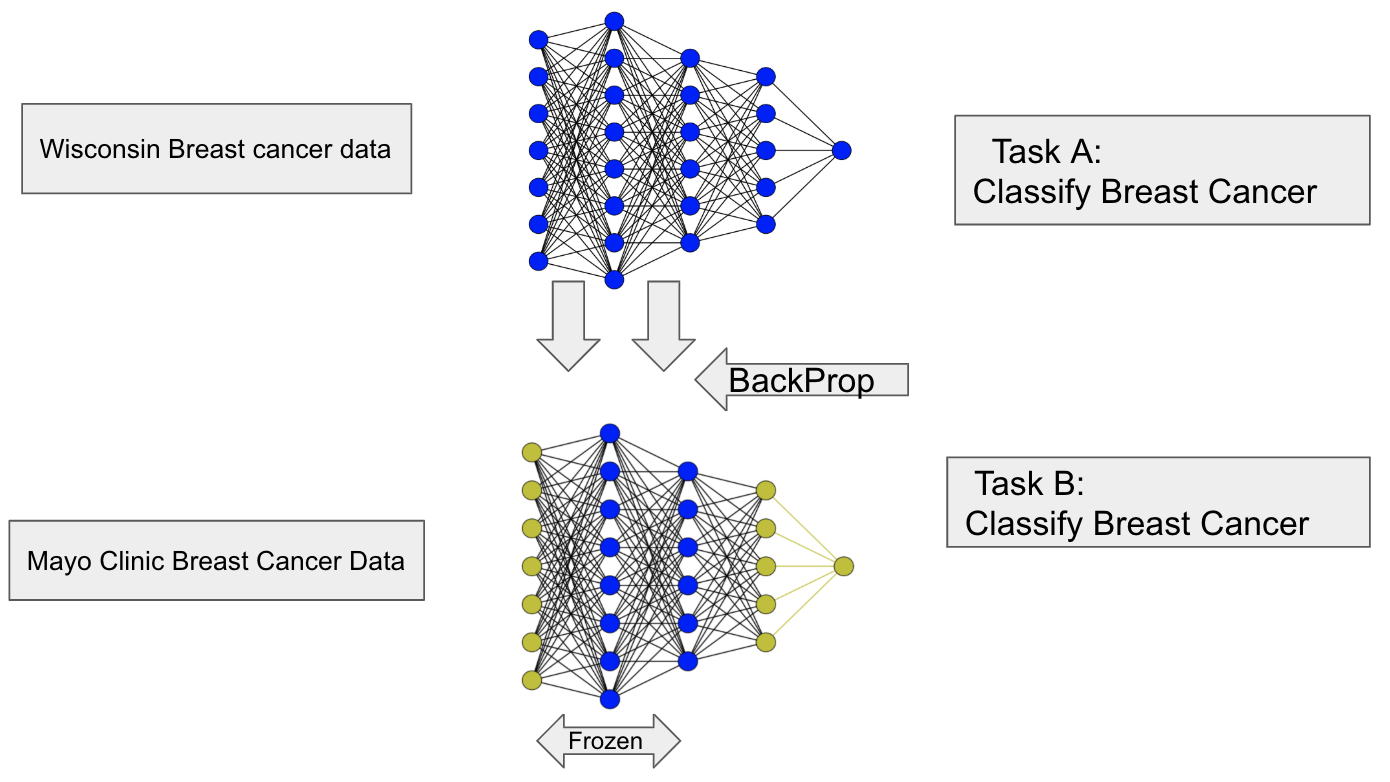 Wisconsin Breast cancer data
Task A:
Classify Breast Cancer
BackProp
Task B:
Classify Breast Cancer
Mayo Clinic Breast Cancer Data
Frozen